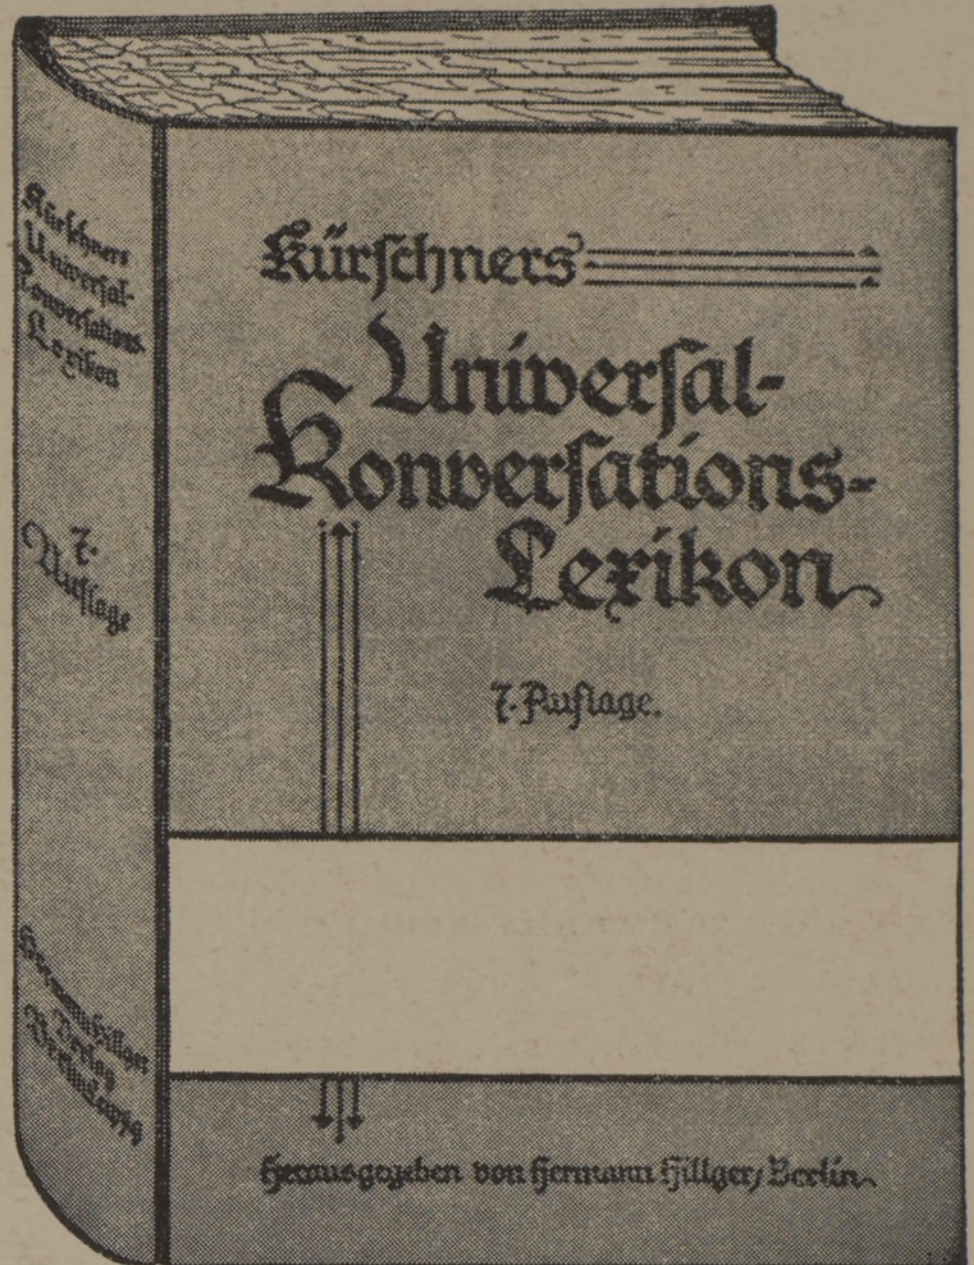 Kürschners
Universal-
Konversations-
Lexikon
7. Auflage
Hermann Hillger
Verlag
Berlin Leipzig
Kürschners
Universal-
Konversations-
Lexikon
7. Auflage.
Herausgegeben von Hermann Hillger, Berlin